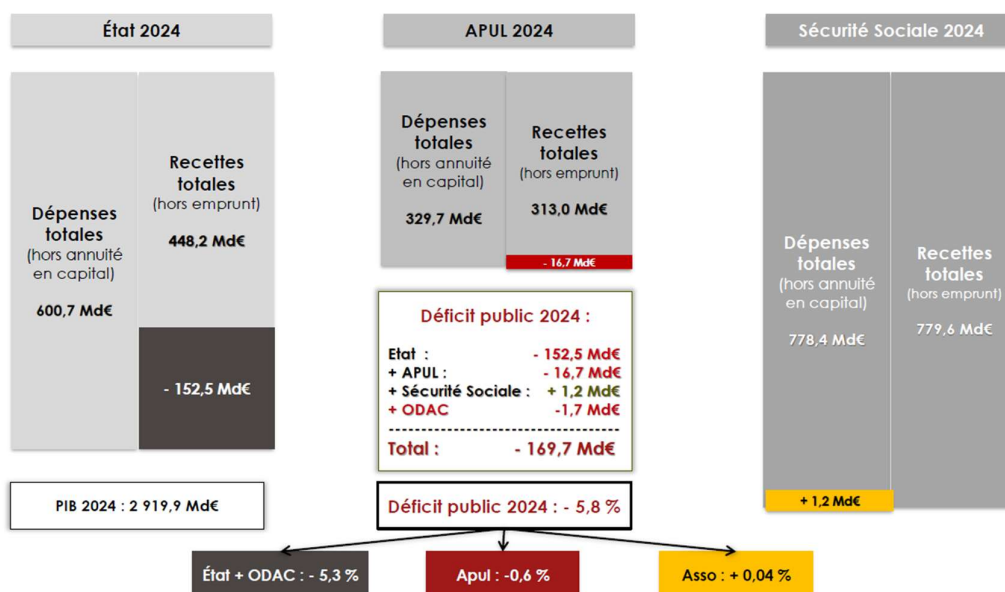 État 2024
Dépenses
totales
(hors annuité
en capital)
600,7 Md€
Recettes
totales
(hors emprunt)
448,2 Md€
- 152,5 Md€
PIB 2024 : 2 919,9 Md€
APUL 2024
Dépenses
totales
(hors annuité
en capital)
329,7 Md€
Recettes
totales
(hors emprunt)
313,0 Md€
- 16,7 Md€
Déficit public 2024 :
Etat : - 152,5 Md€
+ APUL : - 16,7 Md€
+ Sécurité Sociale : + 1,2 Md€
+ ODAC -1,7 Md€
-----------------------------------
Total : - 169,7 Md€
Déficit public 2024 : - 5,8 %
Sécurité Sociale 2024
Dépenses
totales
(hors annuité
en capital)
778,4 Md€
Recettes
totales
(hors emprunt)
779,6 Md€
+ 1,2 Md€
État + ODAC : - 5,3 %
Apul : -0,6 %
Asso : + 0,04 %